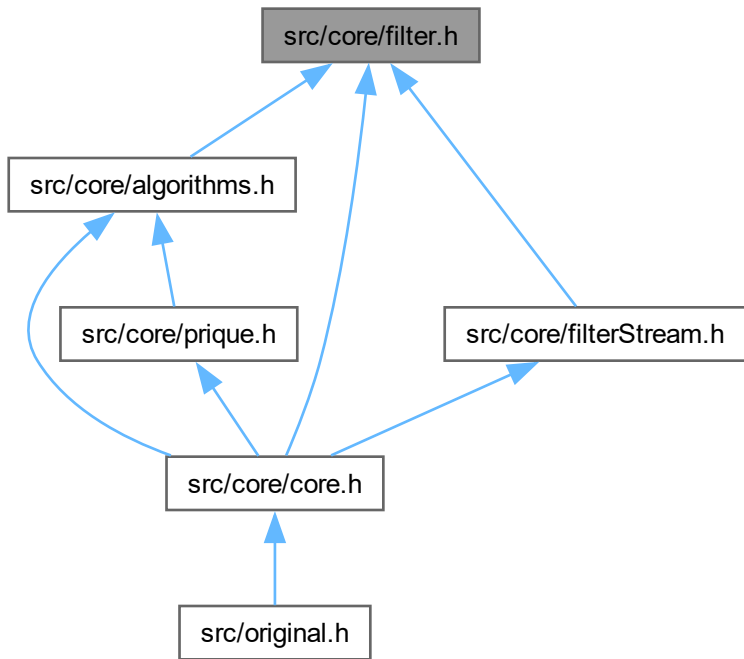 src/core/filter.h
src/core/algorithms.h
src/core/prique.h
src/core/filterStream.h
src/core/core.h
src/original.h